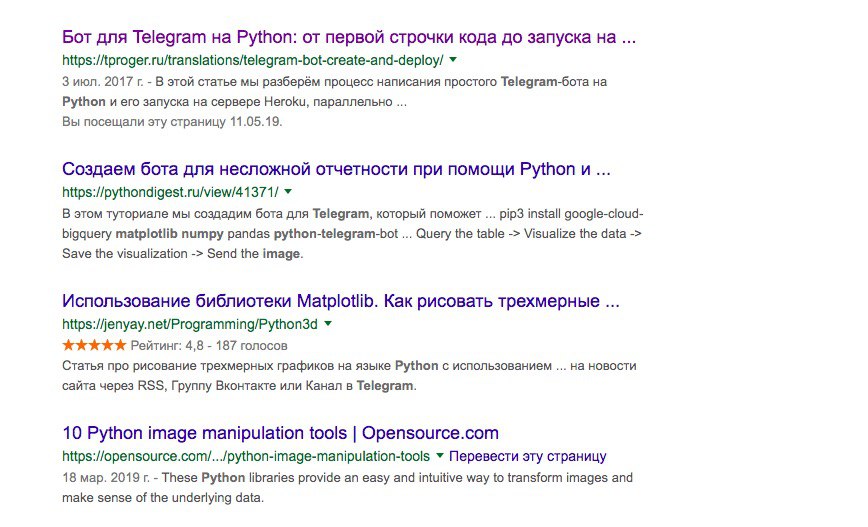 Бот для Telegram на Python: от первой строчки кода до запуска на ...
https://tproger.ru/translations/telegram-bot-create-and-deploy/
3 июл. 2017 г. - В этой статье мы разберём процесс написания простого Telegram-бота на
Python и его запуска на сервере Heroku, параллельно ...
Вы посещали эту страницу 11.05.19.
Создаем бота для несложной отчетности при помощи Python и ...
https://pythondigest.ru/view/41371/
В этом туториале мы создадим бота для Telegram, который поможет ... pip3 install google-cloud-
bigquery matplotlib numpy pandas python-telegram-bot ... Query the table -> Visualize the data ->
Save the visualization -> Send the image.
Использование библиотеки Matplotlib. Как рисовать трехмерные ...
https://jenyay.net/Programming/Python3d
Рейтинг: 4,8 - 187 голосов
Статья про рисование трехмерных графиков на языке Python с использованием ... на новости
сайта через RSS, Группу Вконтакте или Канал в Telegram.
10 Python image manipulation tools | Opensource.com
https://opensource.com/.../python-image-manipulation-tools Перевести эту страницу
18 мар. 2019 г. - These Python libraries provide an easy and intuitive way to transform images and
make sense of the underlying data.